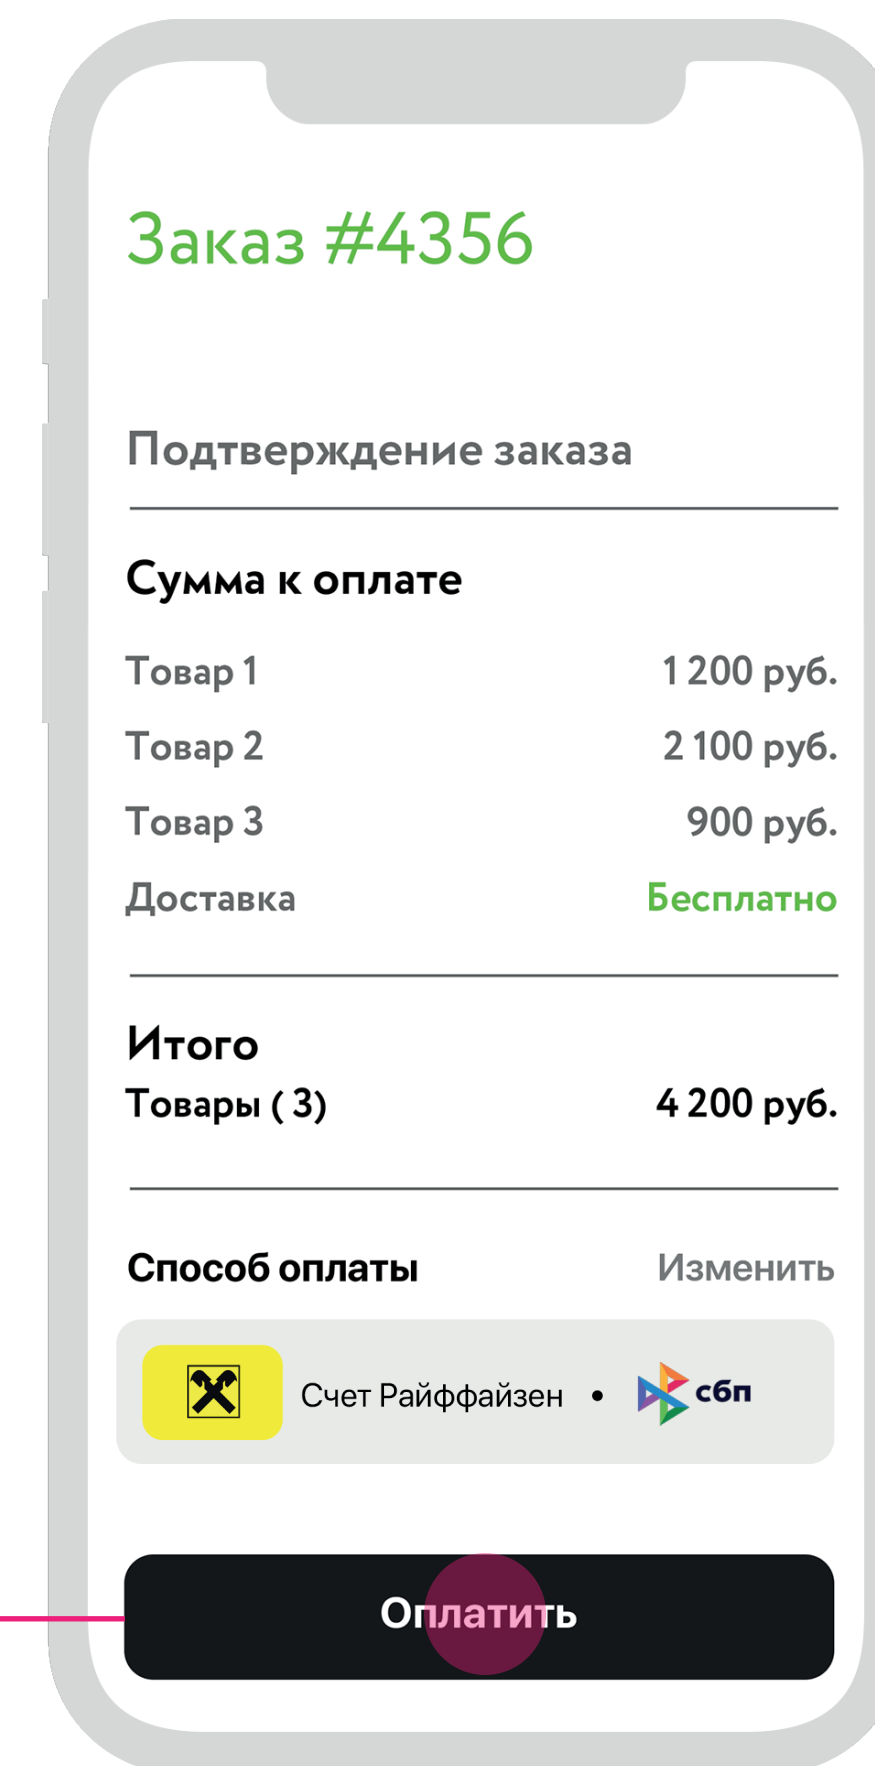 Заказ #4356
Подтверждение заказа
Сумма к оплате
Товар 1 1 200 руб.
Товар 2 2 100 руб.
Товар 3 900 руб.
Доставка Бесплатно
Итого
Товары ( 3) 4 200 руб.
Способ оплаты Изменить
Счет Райффайзен • сбп
Оплатить